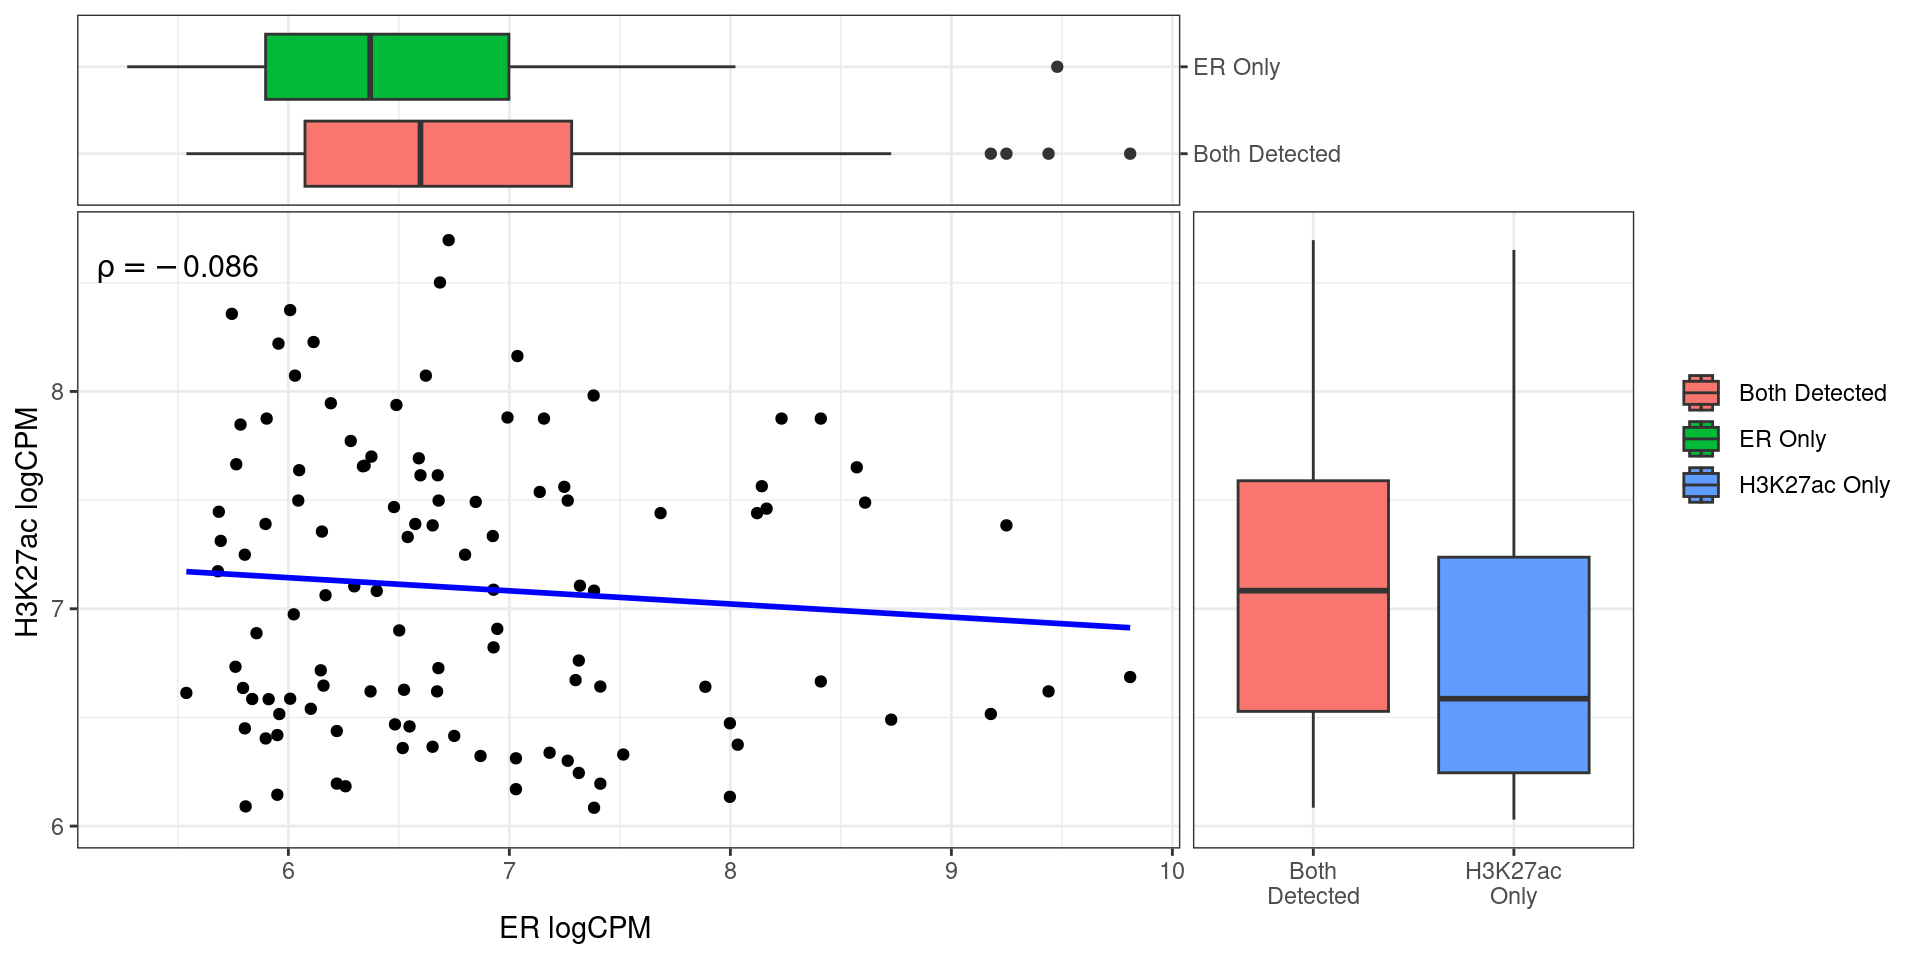 ER Only
Both Detected
ρ = − 0.086
H3K27ac logCPM
8
7
6
6
7
8
9
10
ER logCPM
Both
Detected
H3K27ac
Only
Both Detected
ER Only
H3K27ac Only